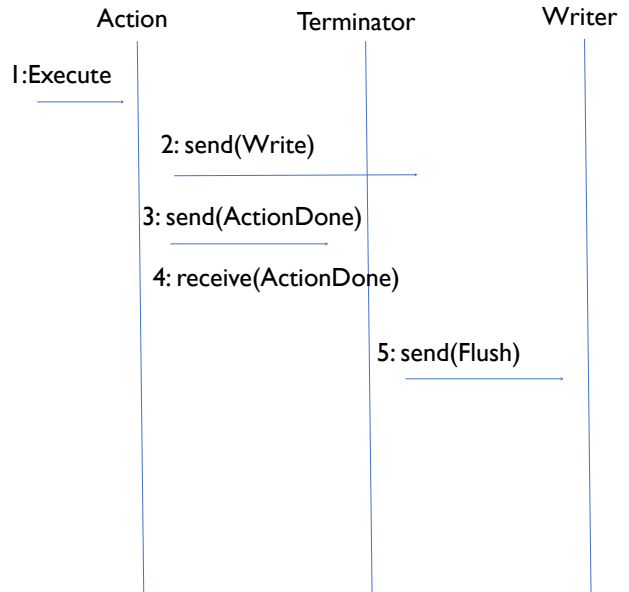 Action Terminator Writer
1:Execute
2: send(Write)
3: send(ActionDone)
4: receive(ActionDone)
5: send(Flush)